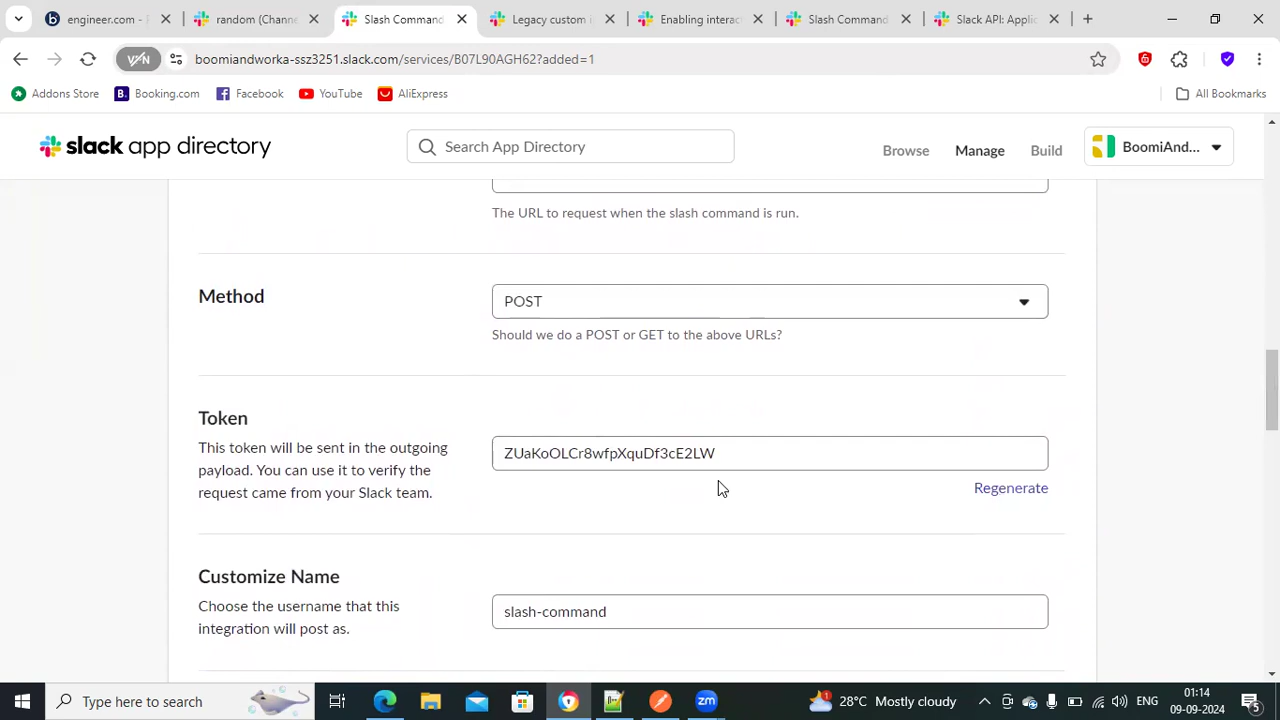 engineer.com - F
random (Channe
Slash Command
Legacy custom i
Enabling interac
Slash Command
Slack API: Applic
boomiandworka-ssz3251.slack.com/services/B07L90AGH62?added=1
Addons Store
Booking.com
Facebook
YouTube
AliExpress
All Bookmarks
slack app directory
Search App Directory
Browse
Manage
Build
BoomiAnd...
The URL to request when the slash command is run.
Method
POST
Should we do a POST or GET to the above URLs?
Token
This token will be sent in the outgoing
payload. You can use it to verify the
request came from your Slack team.
ZUaKoOLCr8wfpXquDf3cE2LW
Regenerate
Customize Name
Choose the username that this
integration will post as.
slash-command
Type here to search
28°C Mostly cloudy
ENG
01:14
09-09-2024